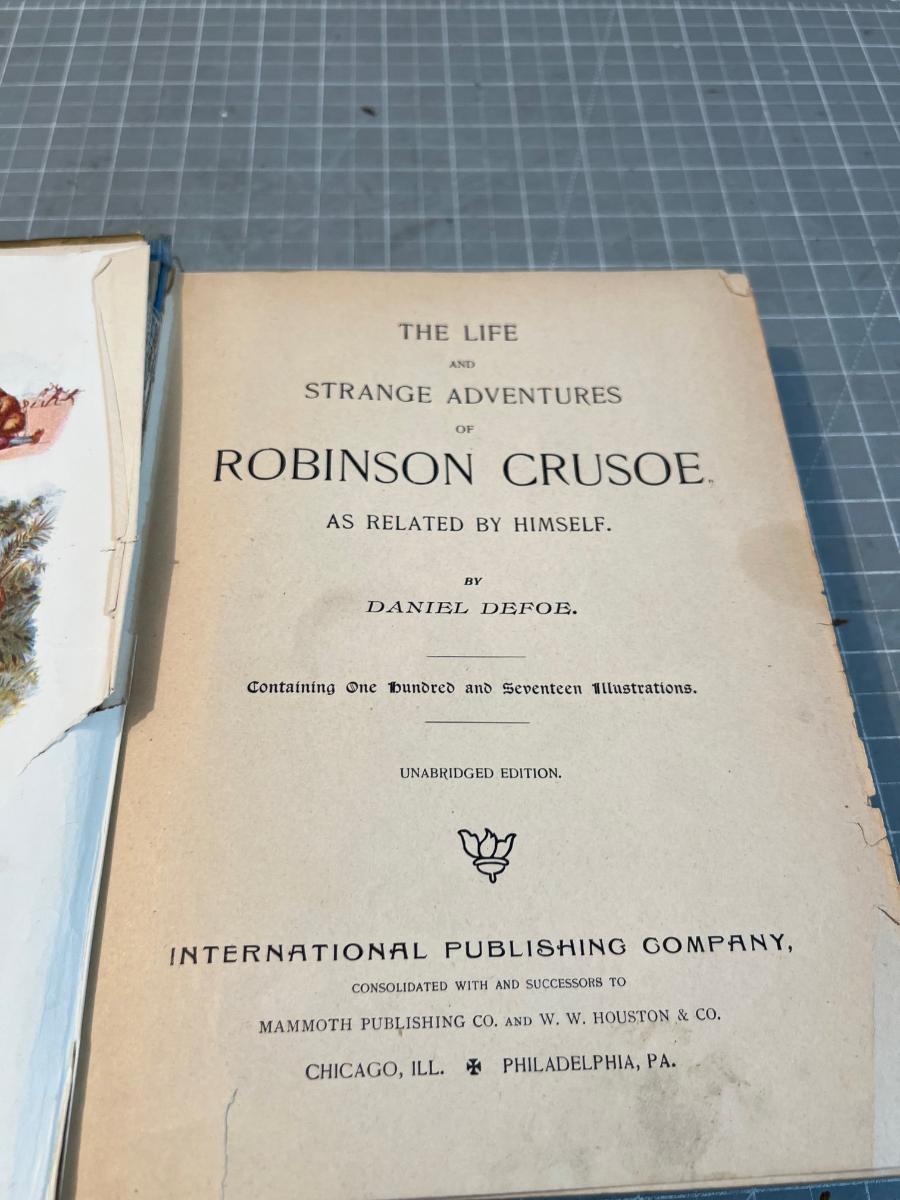 THE LIFE
AND
STRANGE ADVENTURES
OF
ROBINSON CRUSOE,
AS RELATED BY HIMSELF.
BY
DANIEL DEFOE.
Containing One Hundred and Seventeen Illustrations.
UNABRIDGED EDITION.
INTERNATIONAL PUBLISHING COMPANY,
CONSOLIDATED WITH AND SUCCESSORS TO
MAMMOTH PUBLISHING CO. AND W. W. HOUSTON & CO.
CHICAGO, ILL. ✠ PHILADELPHIA, PA.